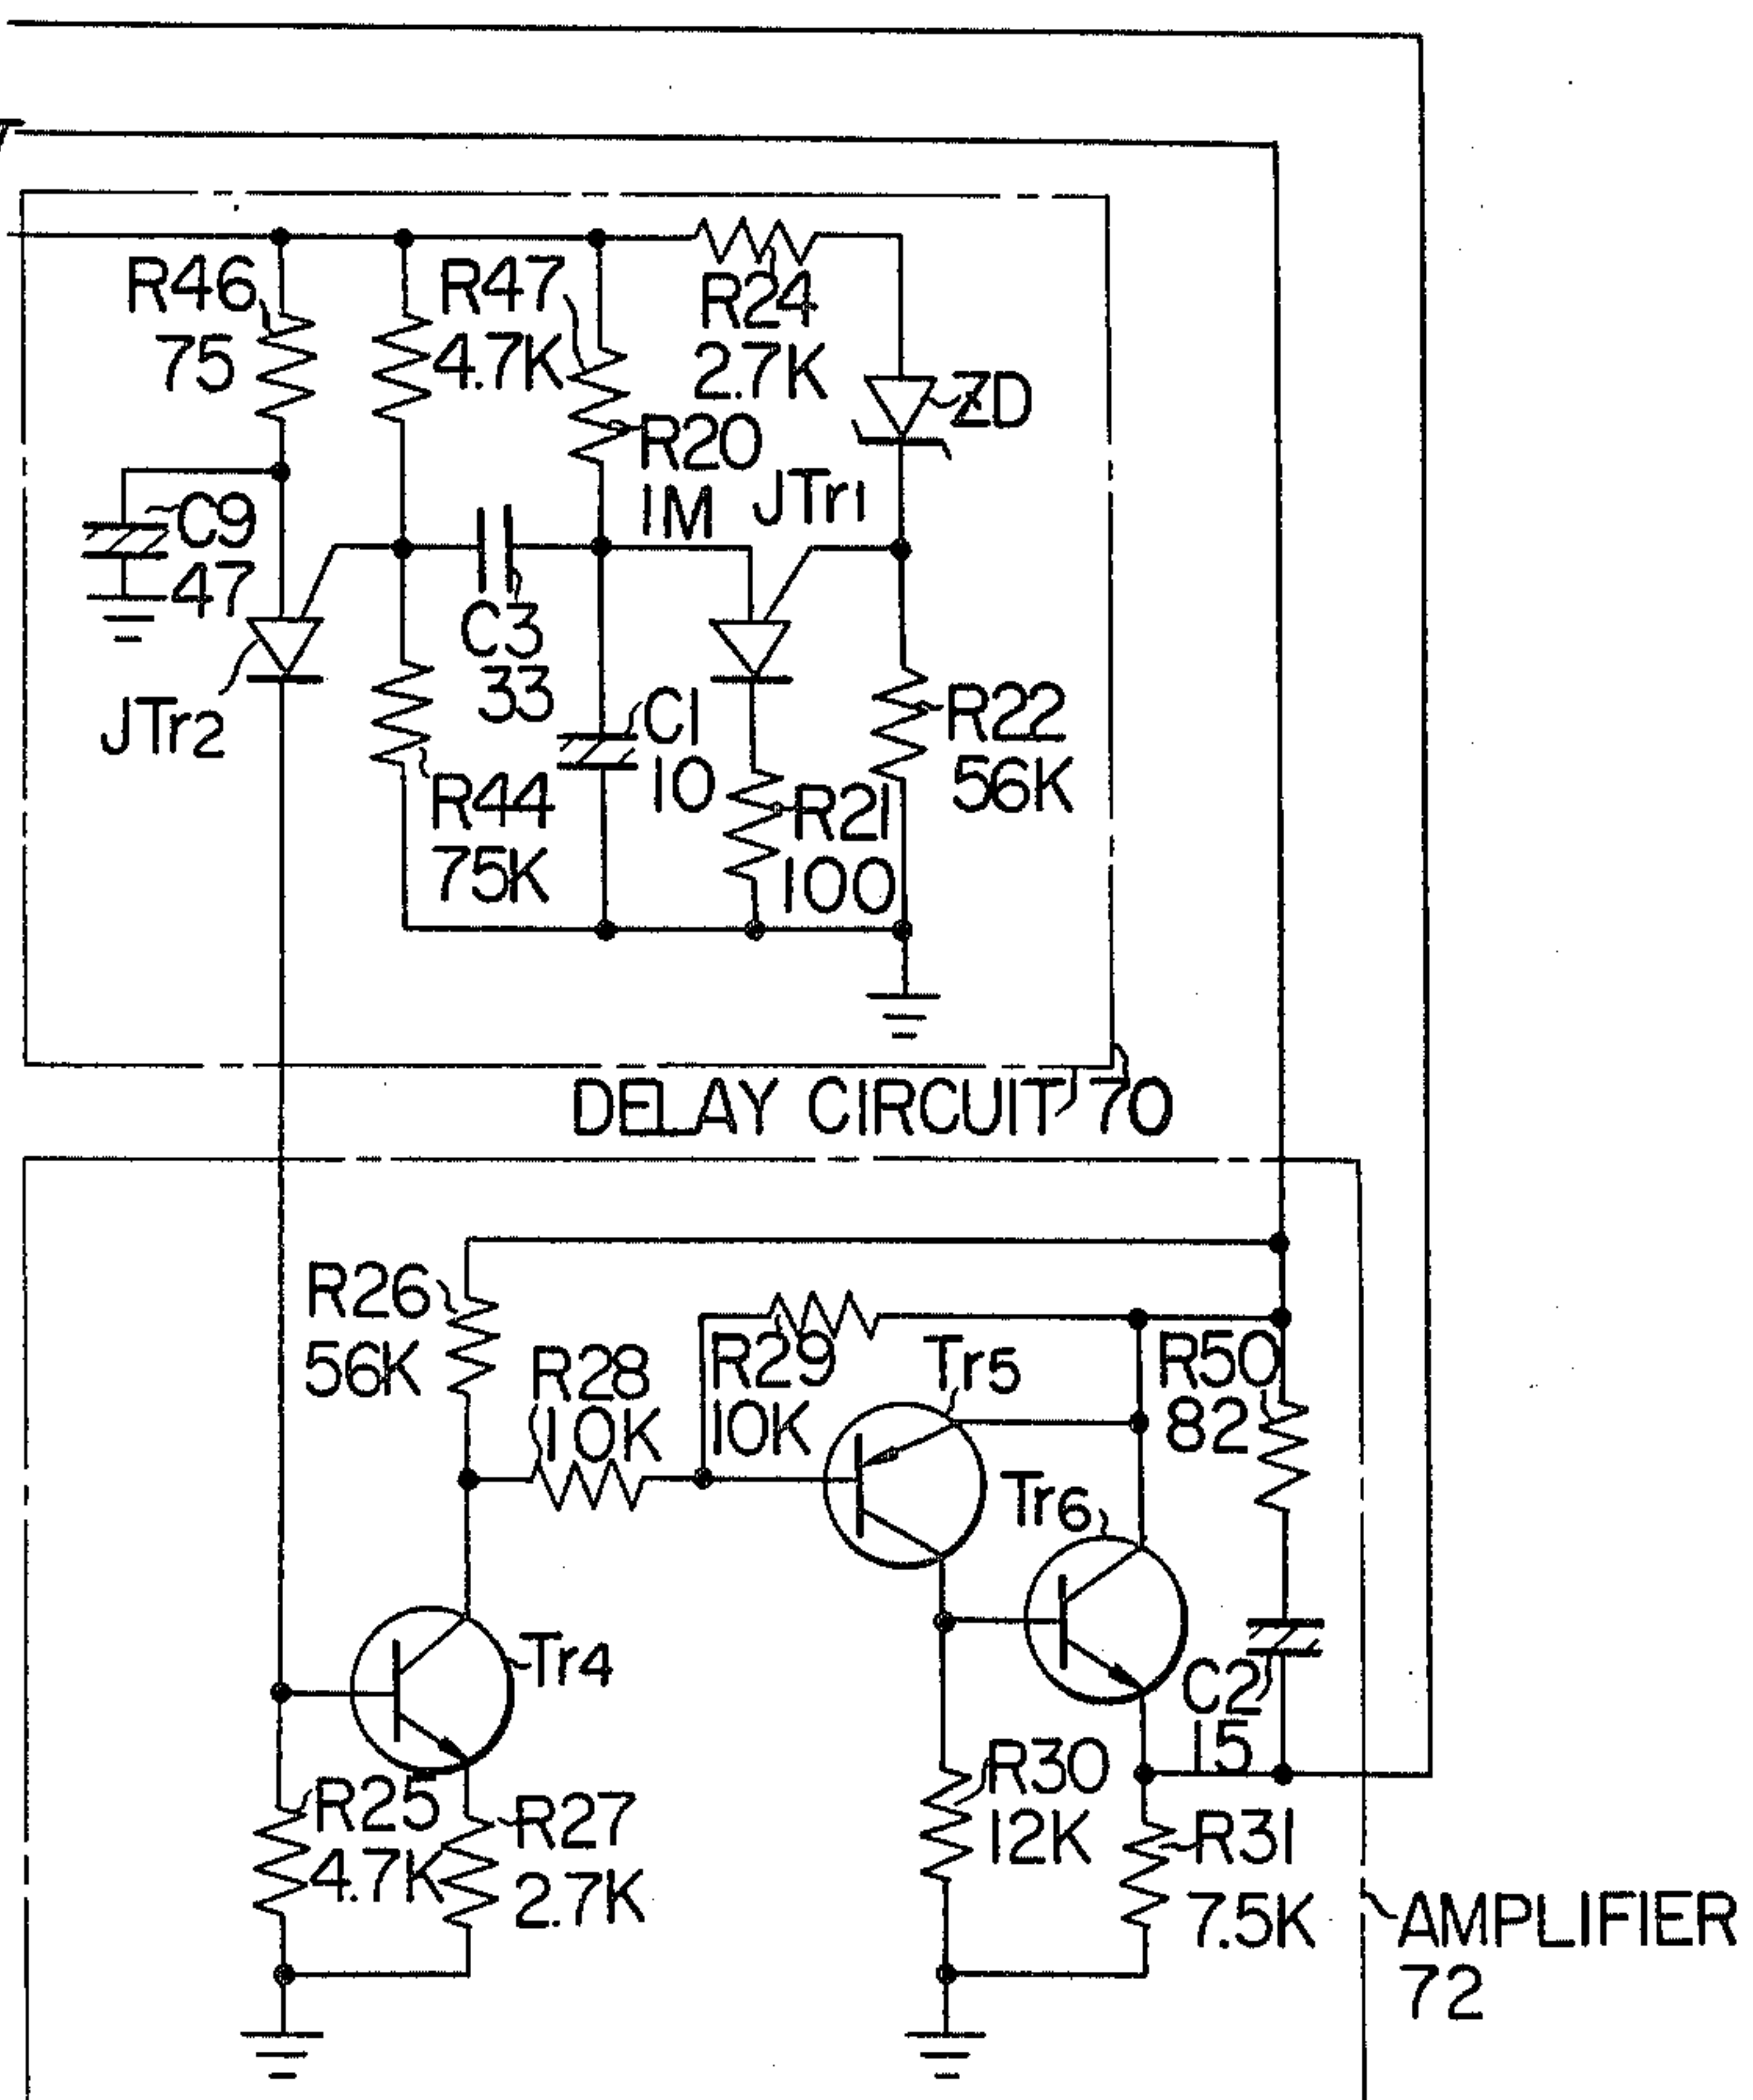 R46
75
R47
4.7K
R24
2.7K
ZD
R20
1M
JTr1
C9
47
C3
33
JTr2
C1
10
R22
56K
R44
75K
R21
100
DELAY CIRCUIT 70
R26
56K
R28
10K
R29
10K
Tr5
R50
82
Tr6
Tr4
C2
15
R25
4.7K
R27
2.7K
R30
12K
R31
7.5K
AMPLIFIER
72